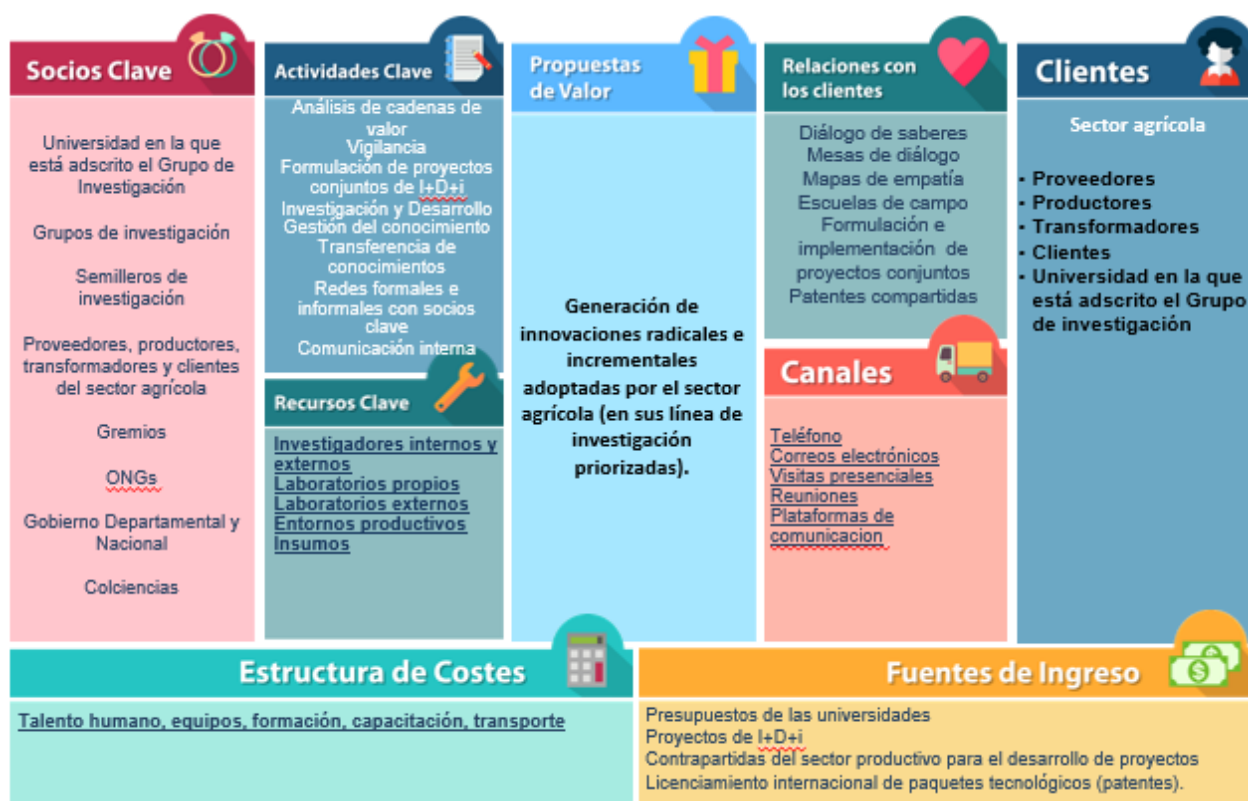 Socios Clave
Universidad en la que
está adscrito el Grupo de
Investigación
Grupos de investigación
Semilleros de
investigación
Proveedores, productores,
transformadores y clientes
del sector agrícola
Gremios
ONGs
Gobierno Departamental y
Nacional
Colciencias
Actividades Clave
Análisis de cadenas de
valor
Vigilancia
Formulación de proyectos
conjuntos de I+D+i
Investigación y Desarrollo
Gestión del conocimiento
Transferencia de
conocimientos
Redes formales e
informales con socios
clave
Comunicación interna
Recursos Clave
Investigadores internos y
externos
Laboratorios propios
Laboratorios externos
Entornos productivos
Insumos
Propuestas
de Valor
Generación de
innovaciones radicales e
incrementales
adoptadas por el sector
agrícola (en sus línea de
investigación
priorizadas).
Relaciones con
los clientes
Diálogo de saberes
Mesas de diálogo
Mapas de empatía
Escuelas de campo
Formulación e
implementación de
proyectos conjuntos
Patentes compartidas
Canales
Teléfono
Correos electrónicos
Visitas presenciales
Reuniones
Plataformas de
comunicacion
Clientes
Sector agrícola
• Proveedores
• Productores
• Transformadores
• Clientes
• Universidad en la que
está adscrito el Grupo
de investigación
Estructura de Costes
Talento humano, equipos, formación, capacitación, transporte
Fuentes de Ingreso
Presupuestos de las universidades
Proyectos de I+D+i
Contrapartidas del sector productivo para el desarrollo de proyectos
Licenciamiento internacional de paquetes tecnológicos (patentes).